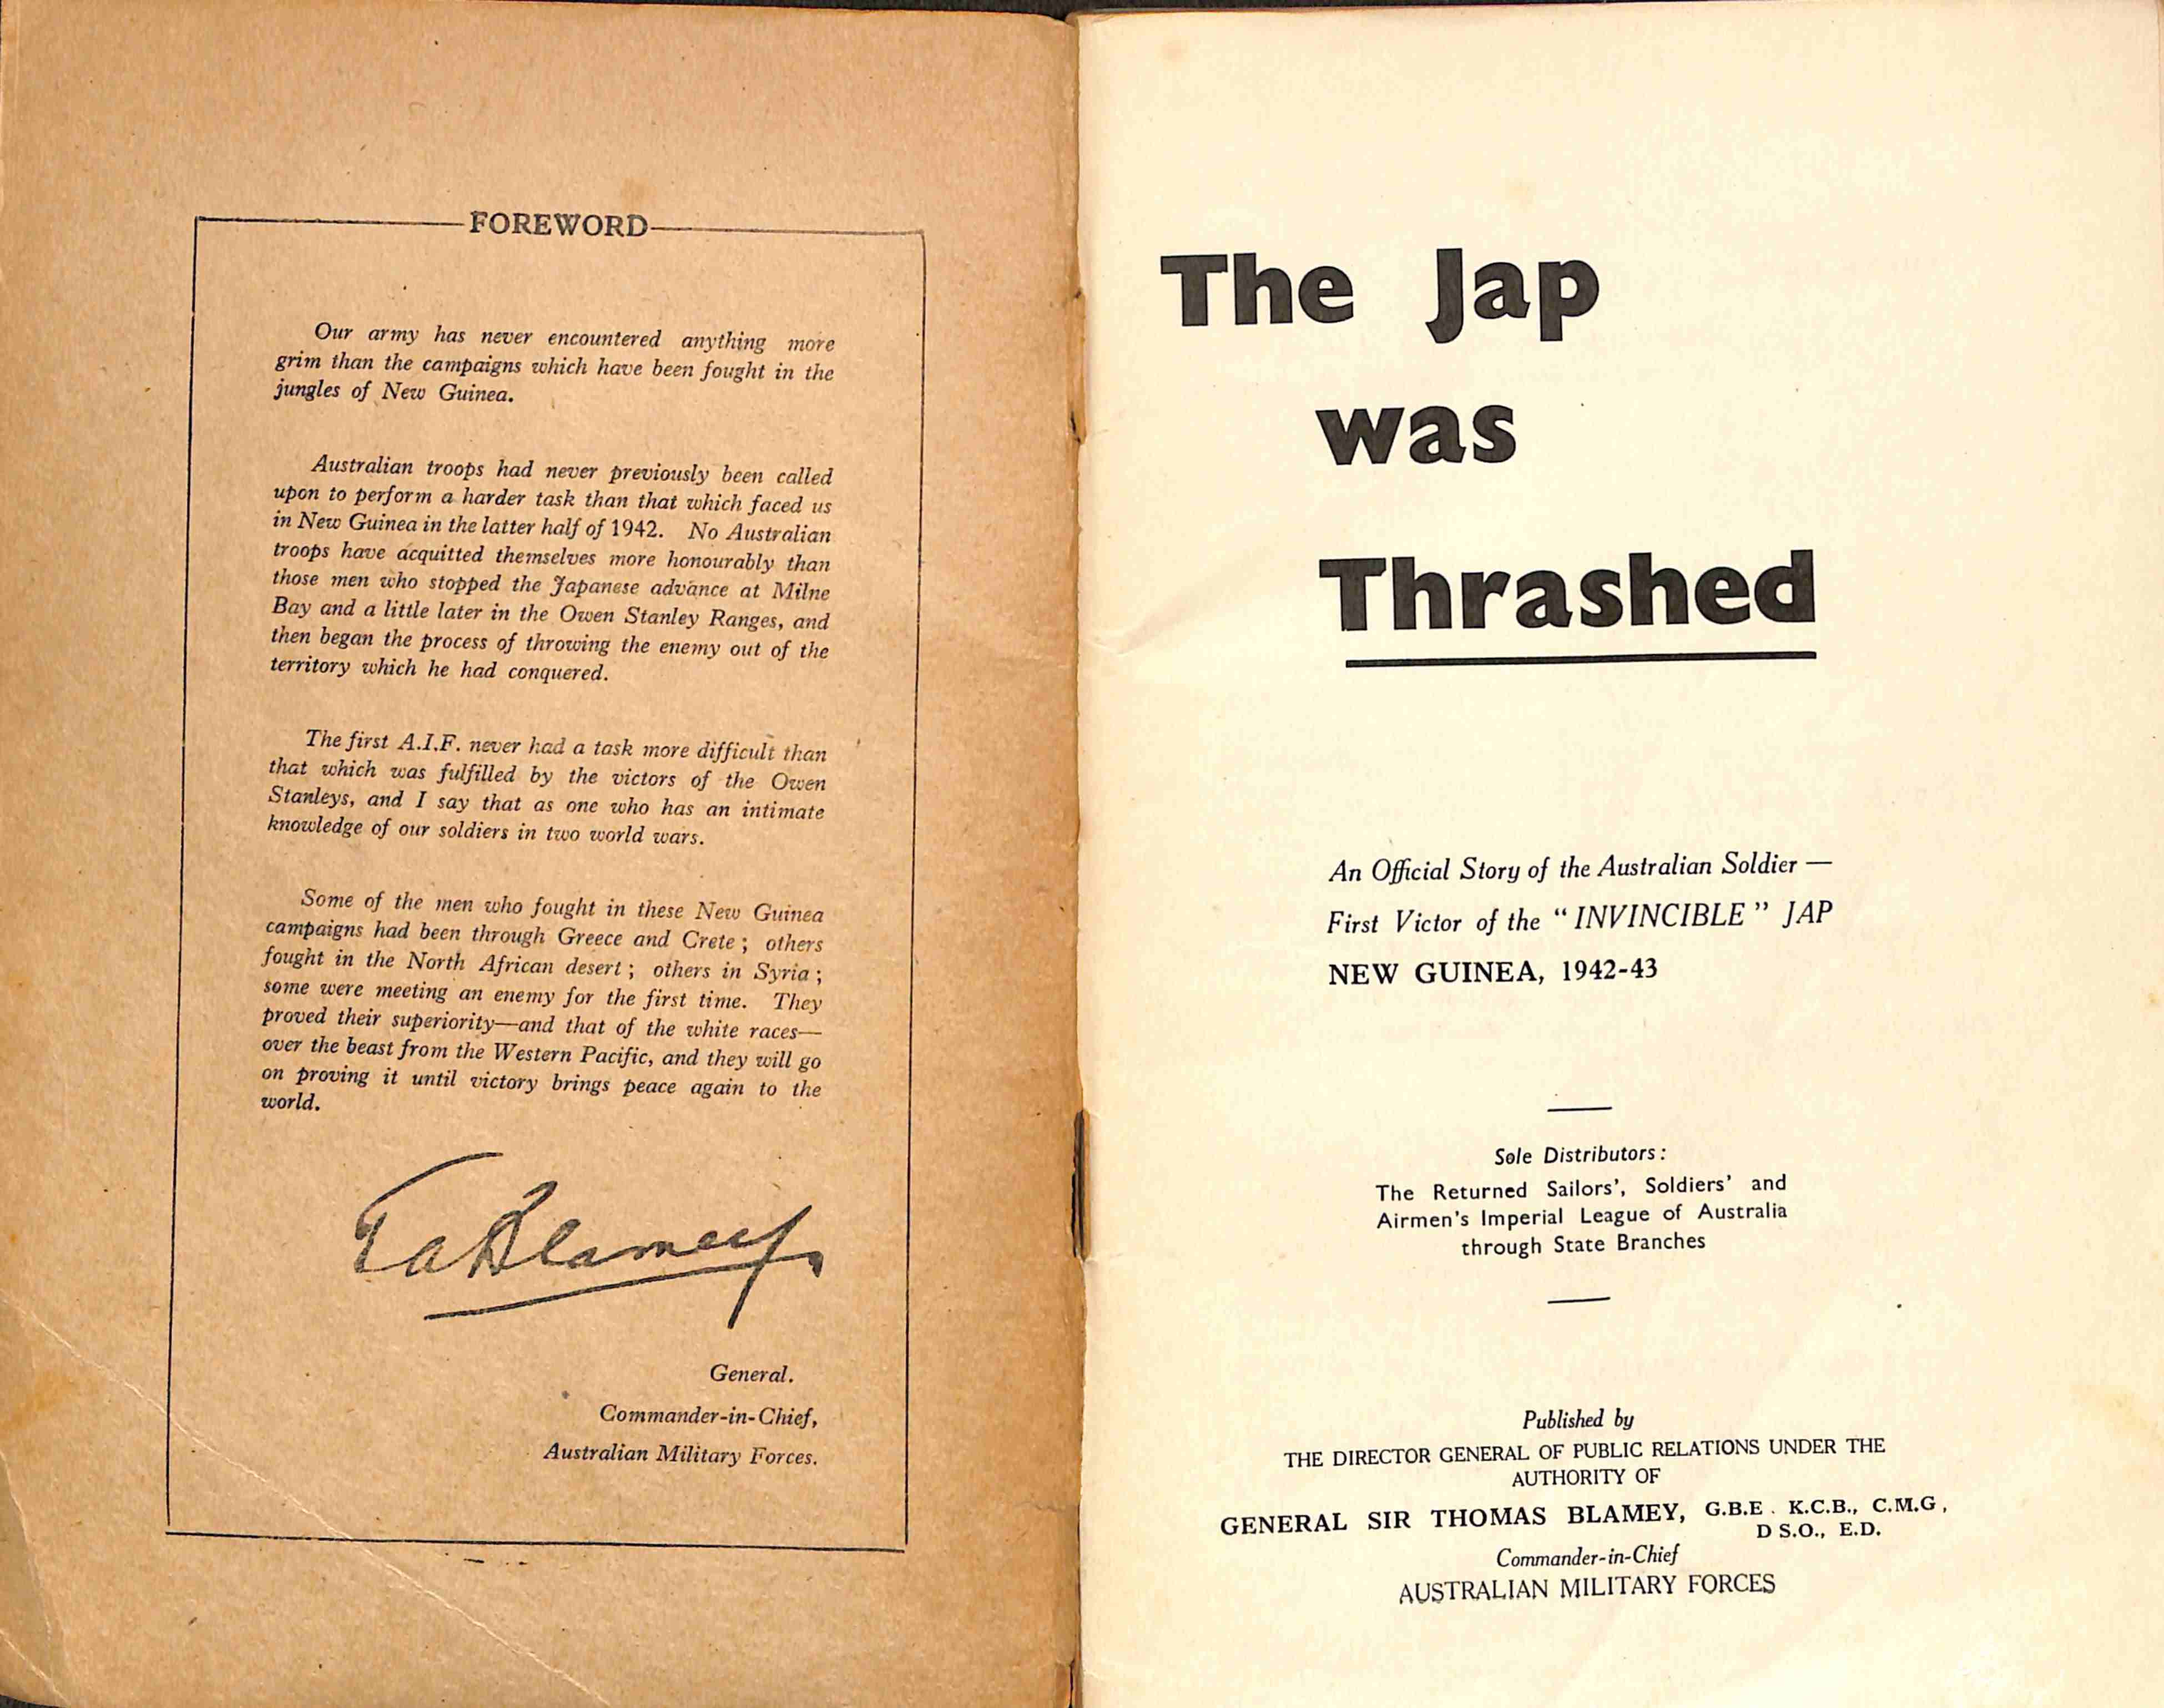 FOREWORD
Our army has never encountered anything more
grim than the campaigns which have been fought in the
jungles of New Guinea.
Australian troops had never previously been called
upon to perform a harder task than that which faced us
in New Guinea in the latter half of 1942. No Australian
troops have acquitted themselves more honourably than
those men who stopped the Japanese advance at Milne
Bay and a little later in the Owen Stanley Ranges, and
then began the process of throwing the enemy out of the
territory which he had conquered.
The first A.I.F. never had a task more difficult than
that which was fulfilled by the victors of the Owen
Stanleys, and I say that as one who has an intimate
knowledge of our soldiers in two world wars.
Some of the men who fought in these New Guinea
campaigns had been through Greece and Crete ; others
fought in the North African desert ; others in Syria ;
some were meeting an enemy for the first time. They
proved their superiority—and that of the white races—
over the beast from the Western Pacific, and they will go
on proving it until victory brings peace again to the
world.
TaBlamey.
General.
Commander-in-Chief,
Australian Military Forces.
The Jap
was
Thrashed
An Official Story of the Australian Soldier —
First Victor of the “ INVINCIBLE ” JAP
NEW GUINEA, 1942-43
Sole Distributors :
The Returned Sailors’, Soldiers’ and
Airmen’s Imperial League of Australia
through State Branches
Published by
THE DIRECTOR GENERAL OF PUBLIC RELATIONS UNDER THE
AUTHORITY OF
GENERAL SIR THOMAS BLAMEY, G.B.E . K.C.B., C.M.G ,
D S.O., E.D.
Commander-in-Chief
AUSTRALIAN MILITARY FORCES